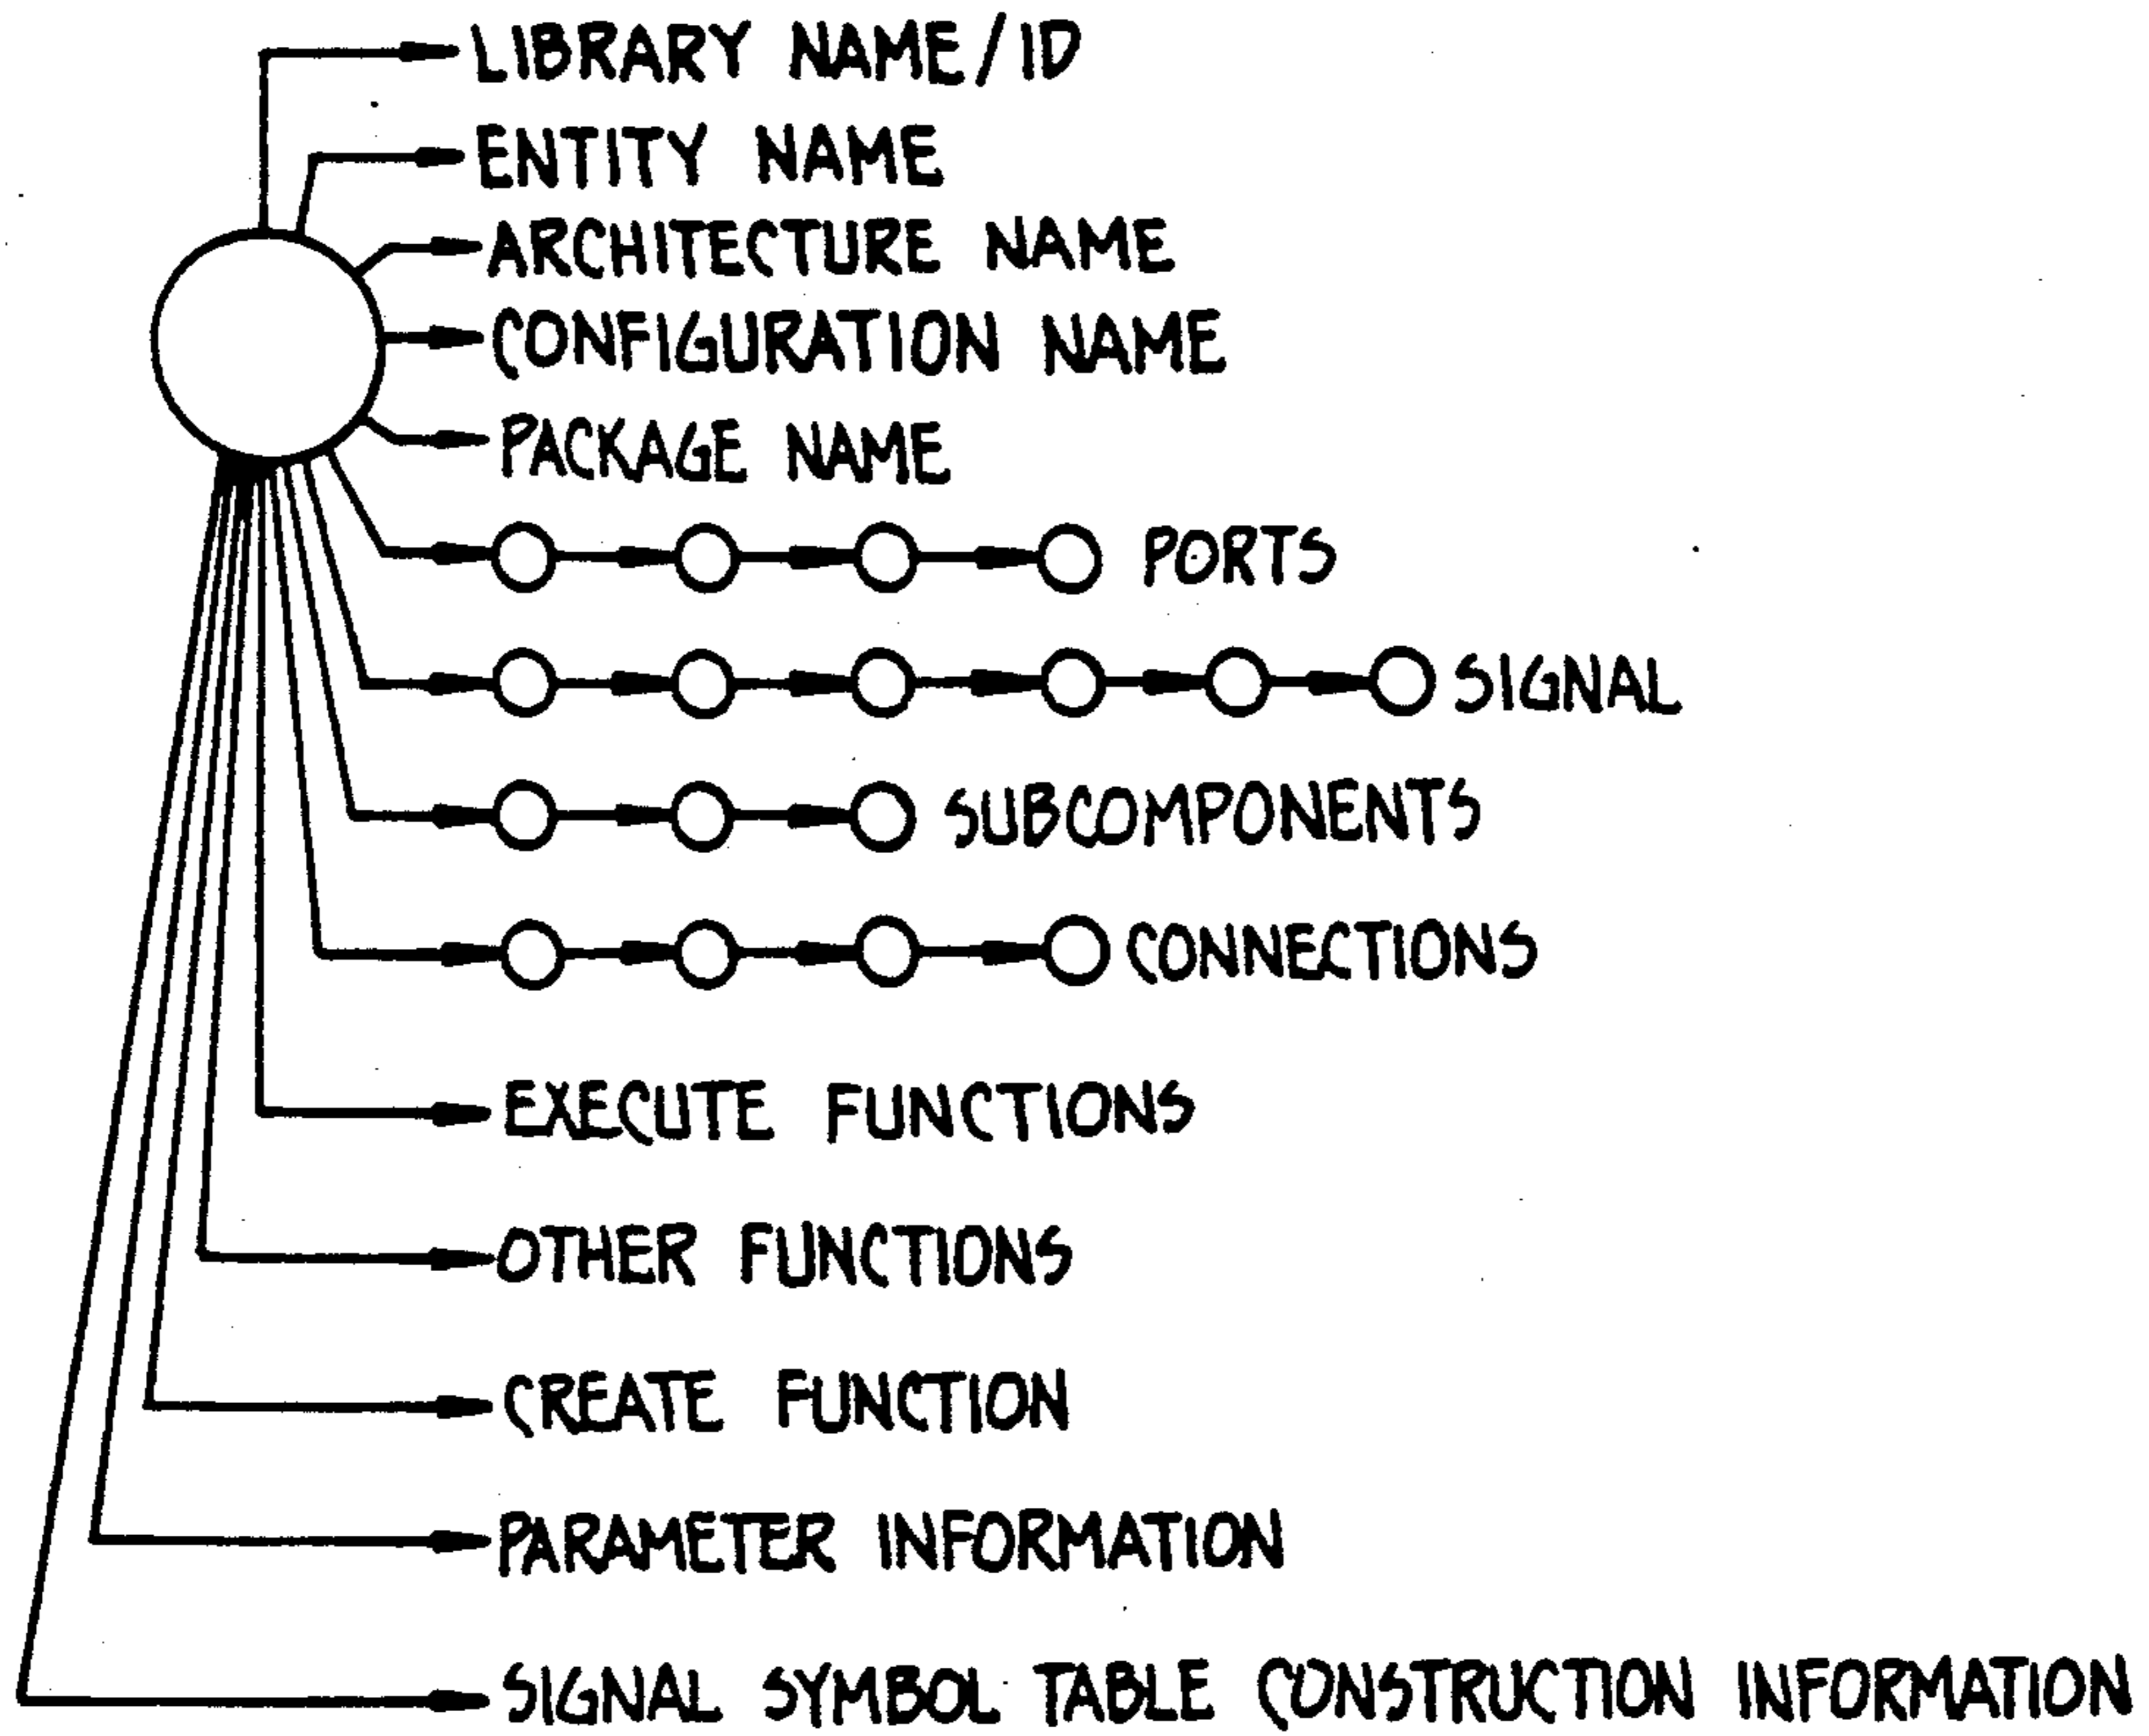 LIBRARY NAME/ID
ENTITY NAME
ARCHITECTURE NAME
CONFIGURATION NAME
PACKAGE NAME
PORTS
SIGNAL
SUBCOMPONENTS
CONNECTIONS
EXECUTE FUNCTIONS
OTHER FUNCTIONS
CREATE FUNCTION
PARAMETER INFORMATION
SIGNAL SYMBOL TABLE CONSTRUCTION INFORMATION